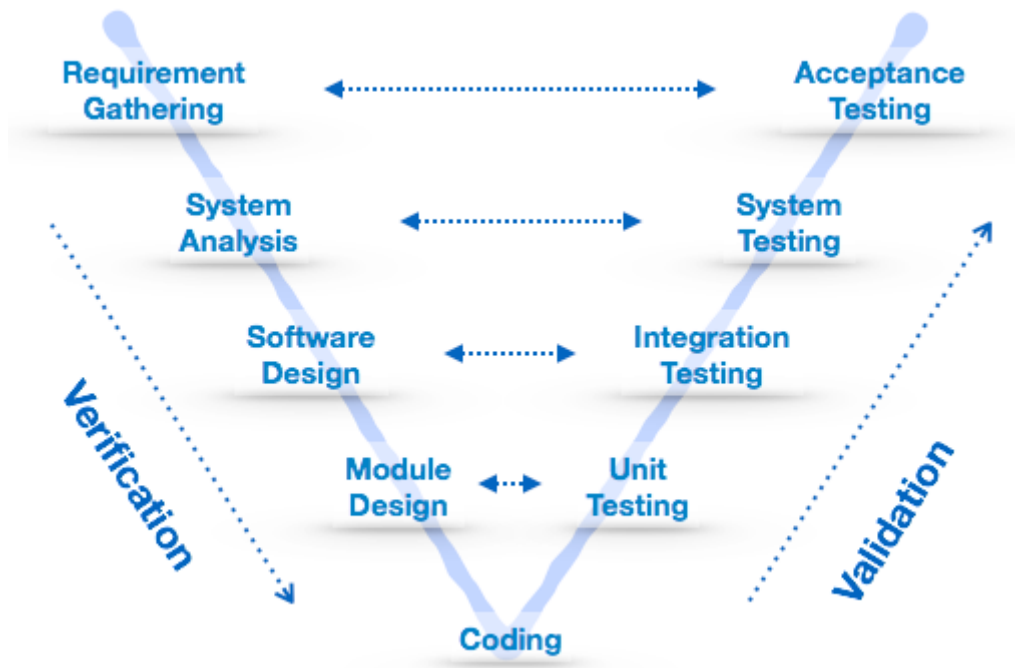 Requirement
Gathering
Acceptance
Testing
System
Analysis
System
Testing
Software
Design
Integration
Testing
Module
Design
Unit
Testing
Coding
Verification
Validation